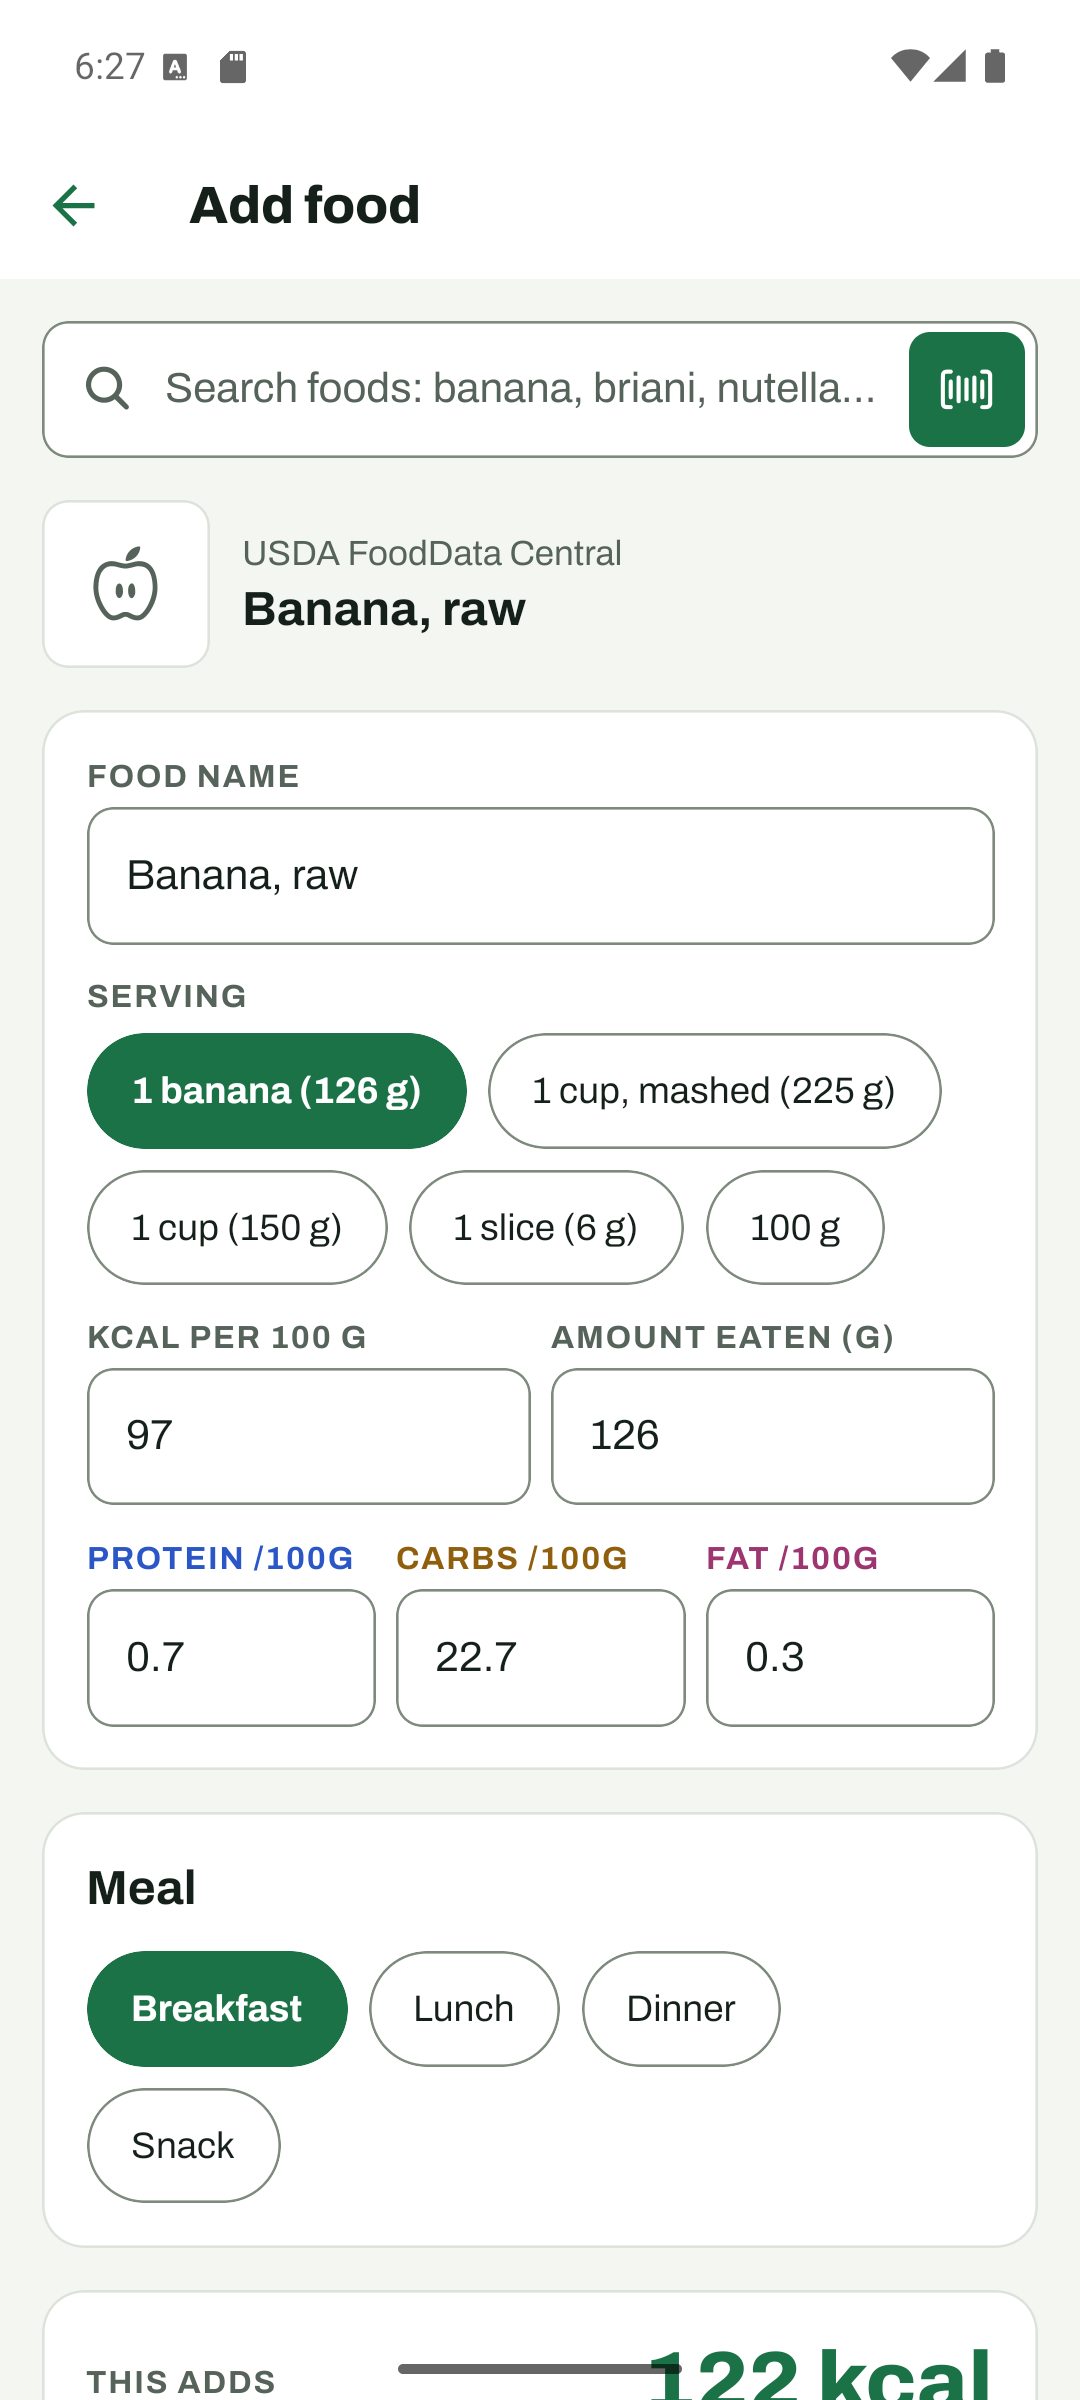 6:27
Add food
Search foods: banana, briani, nutella...
USDA FoodData Central
Banana, raw
FOOD NAME
Banana, raw
SERVING
1 banana (126 g)
1 cup, mashed (225 g)
1 cup (150 g)
1 slice (6 g)
100 g
KCAL PER 100 G
AMOUNT EATEN (G)
97
126
PROTEIN /100G
CARBS /100G
FAT /100G
0.7
22.7
0.3
Meal
Breakfast
Lunch
Dinner
Snack
THIS ADDS
122 kcal